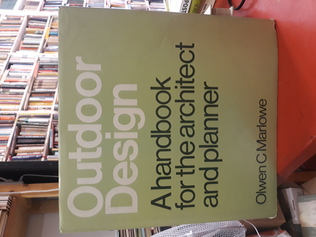 Outdoor
Design
A handbook
for the architect
and planner
Olwen C Marlowe